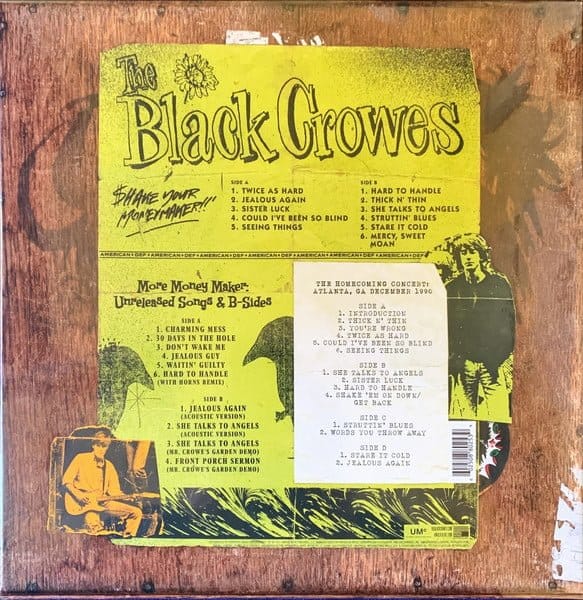 The
Black Crowes
$HAKE YOUR
MONEYMAKER!!
SIDE A
1. TWICE AS HARD
2. JEALOUS AGAIN
3. SISTER LUCK
4. COULD I'VE BEEN SO BLIND
5. SEEING THINGS
SIDE B
1. HARD TO HANDLE
2. THICK N' THIN
3. SHE TALKS TO ANGELS
4. STRUTTIN' BLUES
5. STARE IT COLD
6. MERCY, SWEET
MOAN
AMERICAN • DEF • AMERICAN • DEF • AMERICAN • DEF • AMERICAN • DEF • AMERICAN • DEF • AMERICAN • DEF • AMERICAN • DEF
More Money Maker:
Unreleased Songs & B-Sides
SIDE A
1. CHARMING MESS
2. 30 DAYS IN THE HOLE
3. DON'T WAKE ME
4. JEALOUS GUY
5. WAITIN' GUILTY
6. HARD TO HANDLE
(WITH HORNS REMIX)
SIDE B
1. JEALOUS AGAIN
(ACOUSTIC VERSION)
2. SHE TALKS TO ANGELS
(ACOUSTIC VERSION)
3. SHE TALKS TO ANGELS
(MR. CROWE'S GARDEN DEMO)
4. FRONT PORCH SERMON
(MR. CROWE'S GARDEN DEMO)
THE HOMECOMING CONCERT:
ATLANTA, GA DECEMBER 1990
SIDE A
1. INTRODUCTION
2. THICK N' THIN
3. YOU'RE WRONG
4. TWICE AS HARD
5. COULD I'VE BEEN SO BLIND
4. SEEING THINGS
SIDE B
1. SHE TALKS TO ANGELS
2. SISTER LUCK
3. HARD TO HANDLE
4. SHAKE 'EM ON DOWN/
GET BACK
SIDE C
1. STRUTTIN' BLUES
2. WORDS YOU THROW AWAY
SIDE D
1. STARE IT COLD
2. JEALOUS AGAIN
UMe